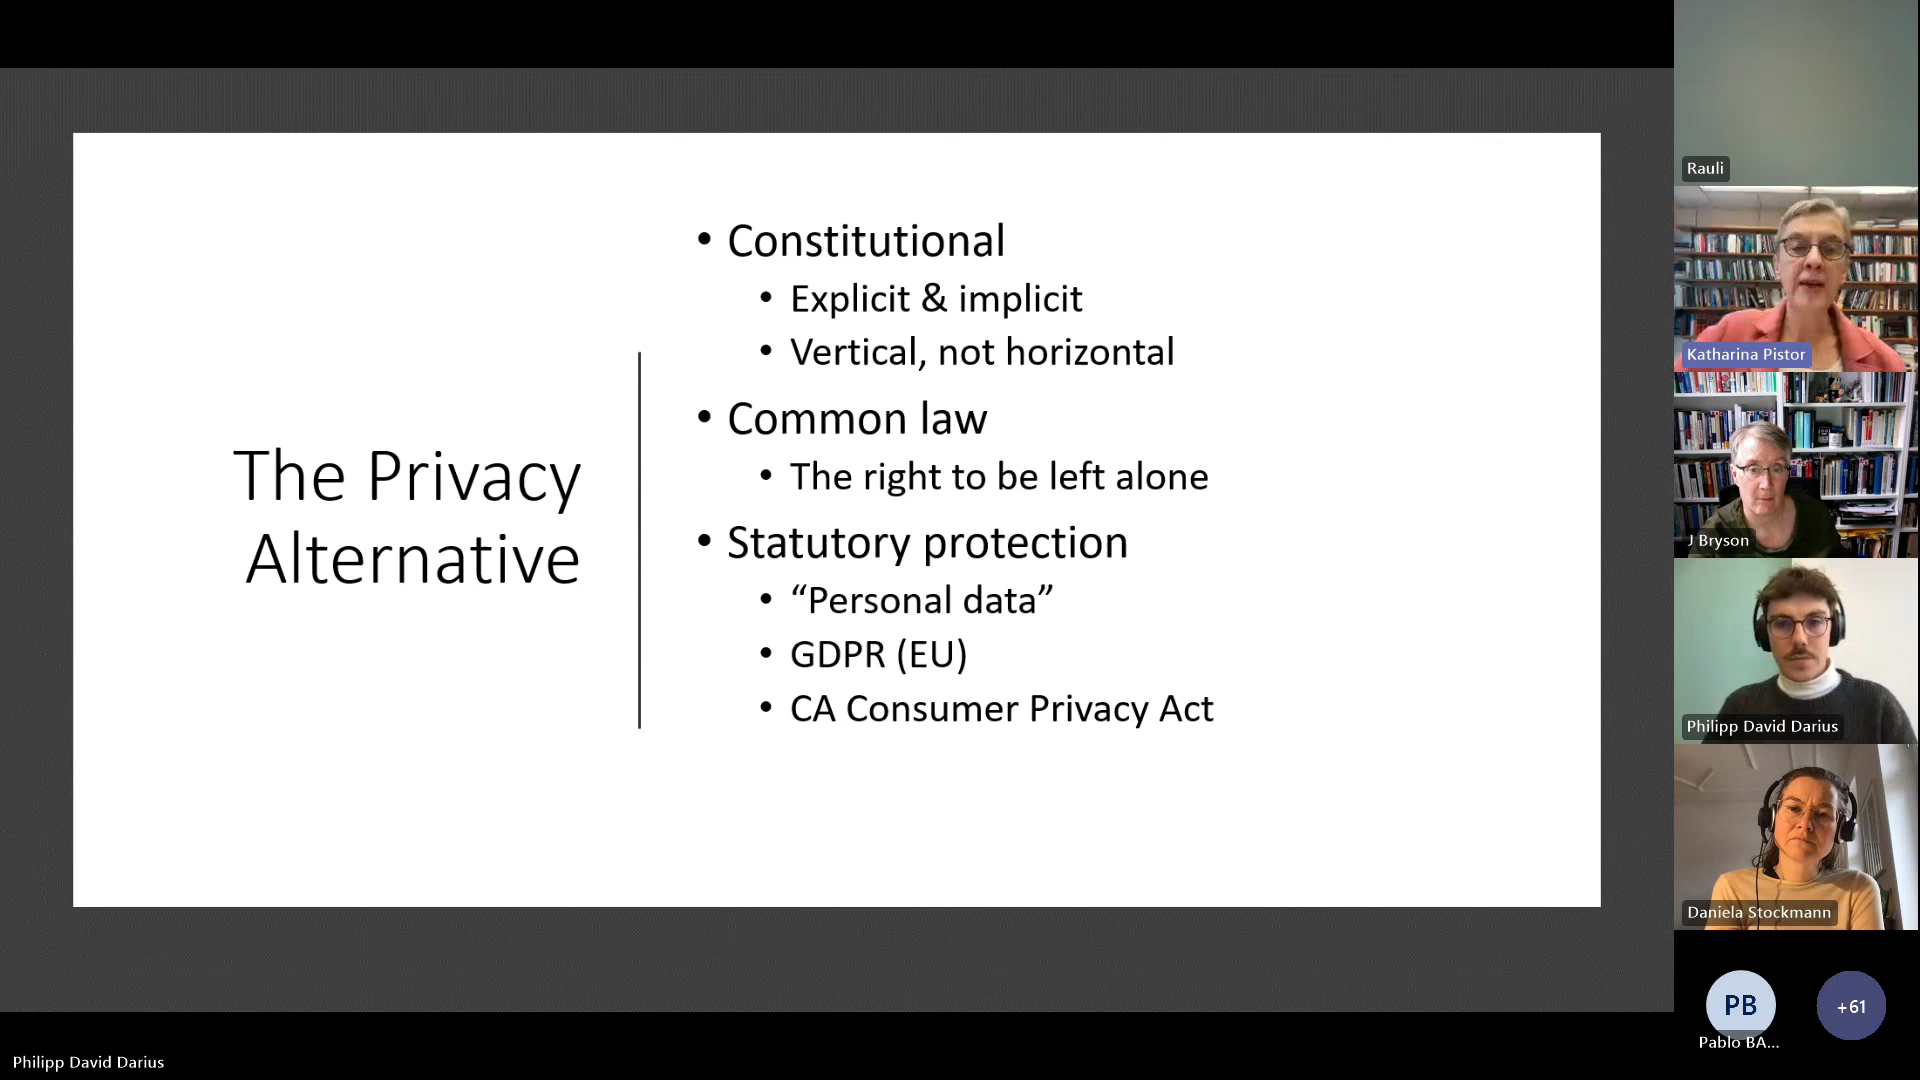 The Privacy
Alternative
• Constitutional
• Explicit & implicit
• Vertical, not horizontal
• Common law
• The right to be left alone
• Statutory protection
• “Personal data”
• GDPR (EU)
• CA Consumer Privacy Act
Rauli
Katharina Pistor
J Bryson
Philipp David Darius
Daniela Stockmann
PB
+61
Pablo BA...
Philipp David Darius